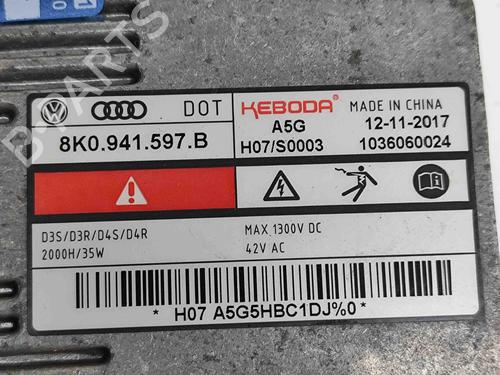 DOT
8K0.941.597.B
KEBODA
A5G
H07/S0003
MADE IN CHINA
12-11-2017
1036060024
D3S/D3R/D4S/D4R
2000H/35W
MAX 1300V DC
42V AC
* H07 A5G5HBC1DJ%0 *
B-PARTS